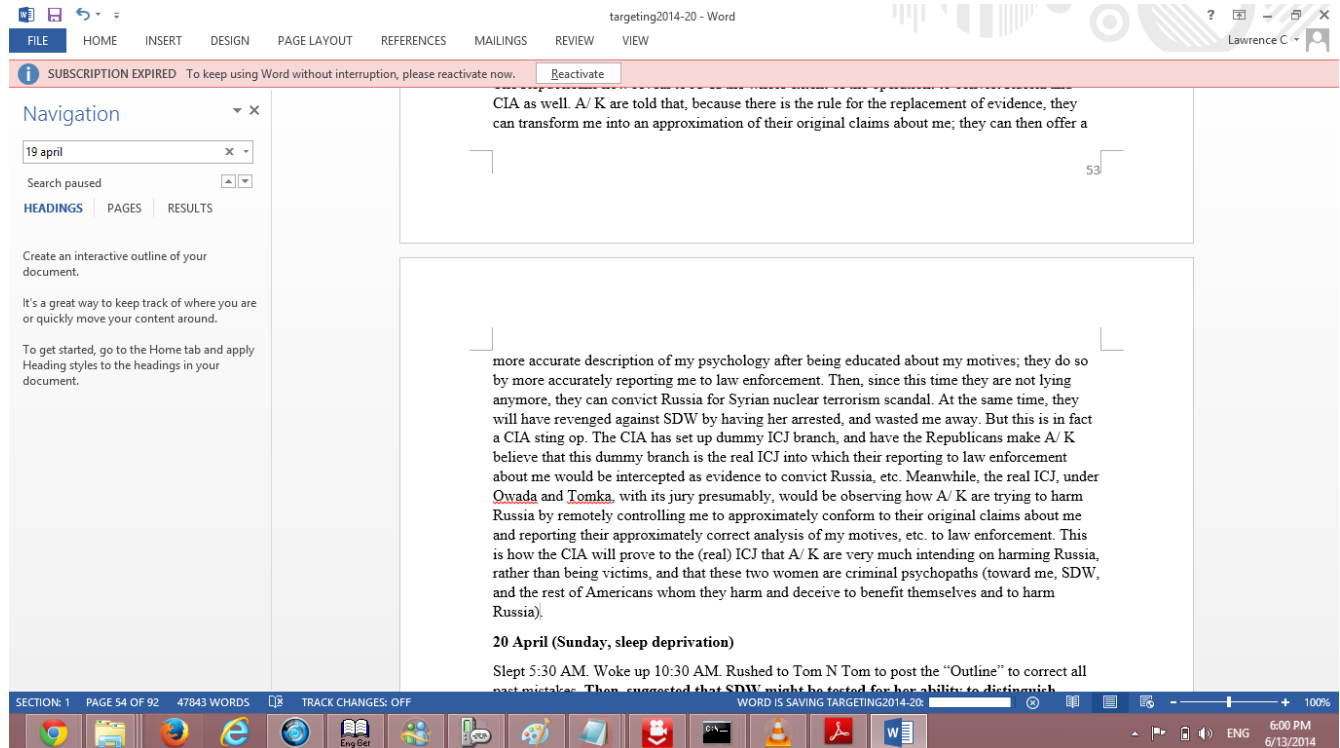 targeting2014-20 - Word
FILE HOME INSERT DESIGN PAGE LAYOUT REFERENCES MAILINGS REVIEW VIEW
Lawrence C
SUBSCRIPTION EXPIRED To keep using Word without interruption, please reactivate now. Reactivate
Navigation
19 april
Search paused
HEADINGS PAGES RESULTS
Create an interactive outline of your
document.
It's a great way to keep track of where you are
or quickly move your content around.
To get started, go to the Home tab and apply
Heading styles to the headings in your
document.
CIA as well. A/ K are told that, because there is the rule for the replacement of evidence, they
can transform me into an approximation of their original claims about me; they can then offer a
53
more accurate description of my psychology after being educated about my motives; they do so
by more accurately reporting me to law enforcement. Then, since this time they are not lying
anymore, they can convict Russia for Syrian nuclear terrorism scandal. At the same time, they
will have revenged against SDW by having her arrested, and wasted me away. But this is in fact
a CIA sting op. The CIA has set up dummy ICJ branch, and have the Republicans make A/ K
believe that this dummy branch is the real ICJ into which their reporting to law enforcement
about me would be intercepted as evidence to convict Russia, etc. Meanwhile, the real ICJ, under
Owada and Tomka, with its jury presumably, would be observing how A/ K are trying to harm
Russia by remotely controlling me to approximately conform to their original claims about me
and reporting their approximately correct analysis of my motives, etc. to law enforcement. This
is how the CIA will prove to the (real) ICJ that A/ K are very much intending on harming Russia,
rather than being victims, and that these two women are criminal psychopaths (toward me, SDW,
and the rest of Americans whom they harm and deceive to benefit themselves and to harm
Russia).
20 April (Sunday, sleep deprivation)
Slept 5:30 AM. Woke up 10:30 AM. Rushed to Tom N Tom to post the “Outline” to correct all
past mistakes. Then, suggested that SDW might be tested for her ability to distinguish
SECTION: 1 PAGE 54 OF 92 47843 WORDS TRACK CHANGES: OFF WORD IS SAVING TARGETING2014-20: 100%
Eng Ger
ENG
6:00 PM
6/13/2014